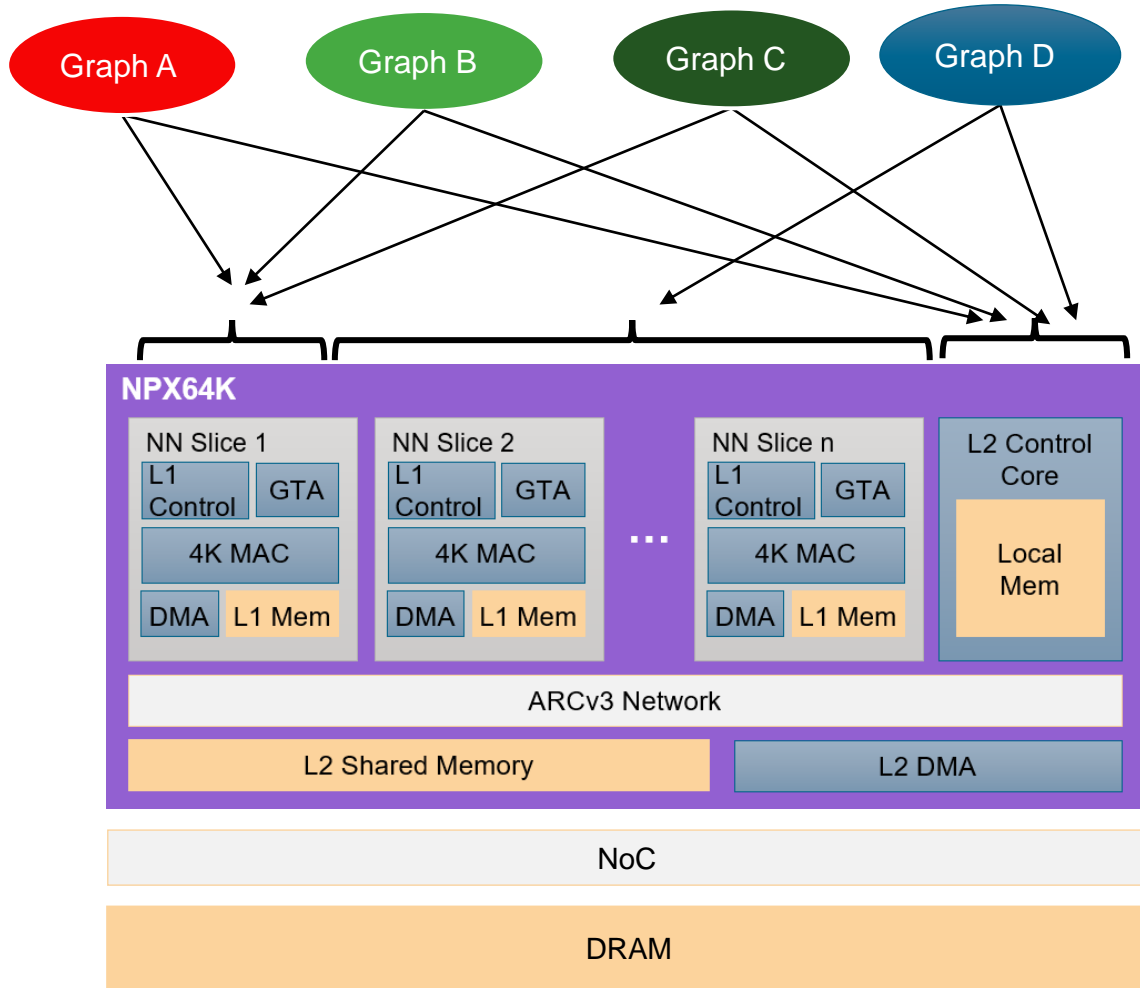 Graph A
Graph B
Graph C
Graph D
NPX64K
NN Slice 1
L1
Control
GTA
4K MAC
DMA
L1 Mem
NN Slice 2
L1
Control
GTA
4K MAC
DMA
L1 Mem
...
NN Slice n
L1
Control
GTA
4K MAC
DMA
L1 Mem
L2 Control
Core
Local
Mem
ARCv3 Network
L2 Shared Memory
L2 DMA
NoC
DRAM